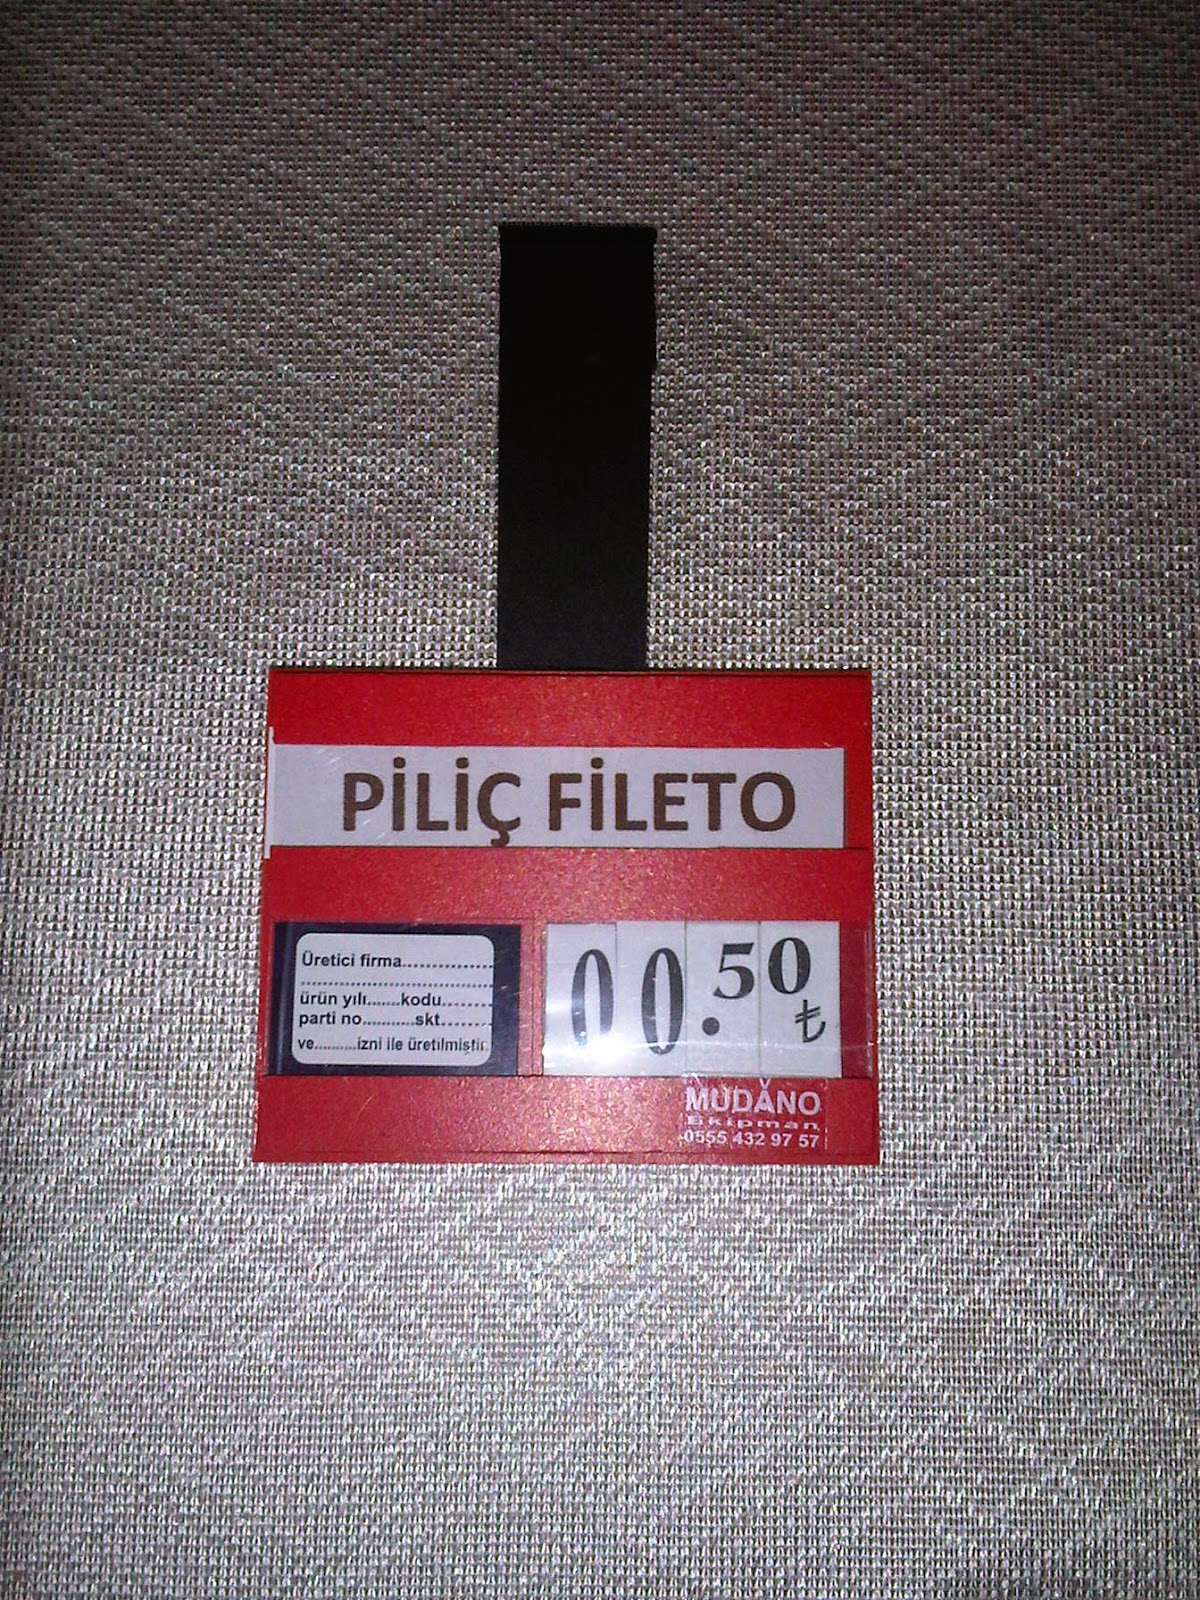 PİLİÇ FİLETO
Üretici firma........................
................................................
ürün yılı.......kodu...........
parti no...........skt...........
ve.........izni ile üretilmiştir.
00.50 ₺
MUDANO
Ekipman
0555 432 97 57